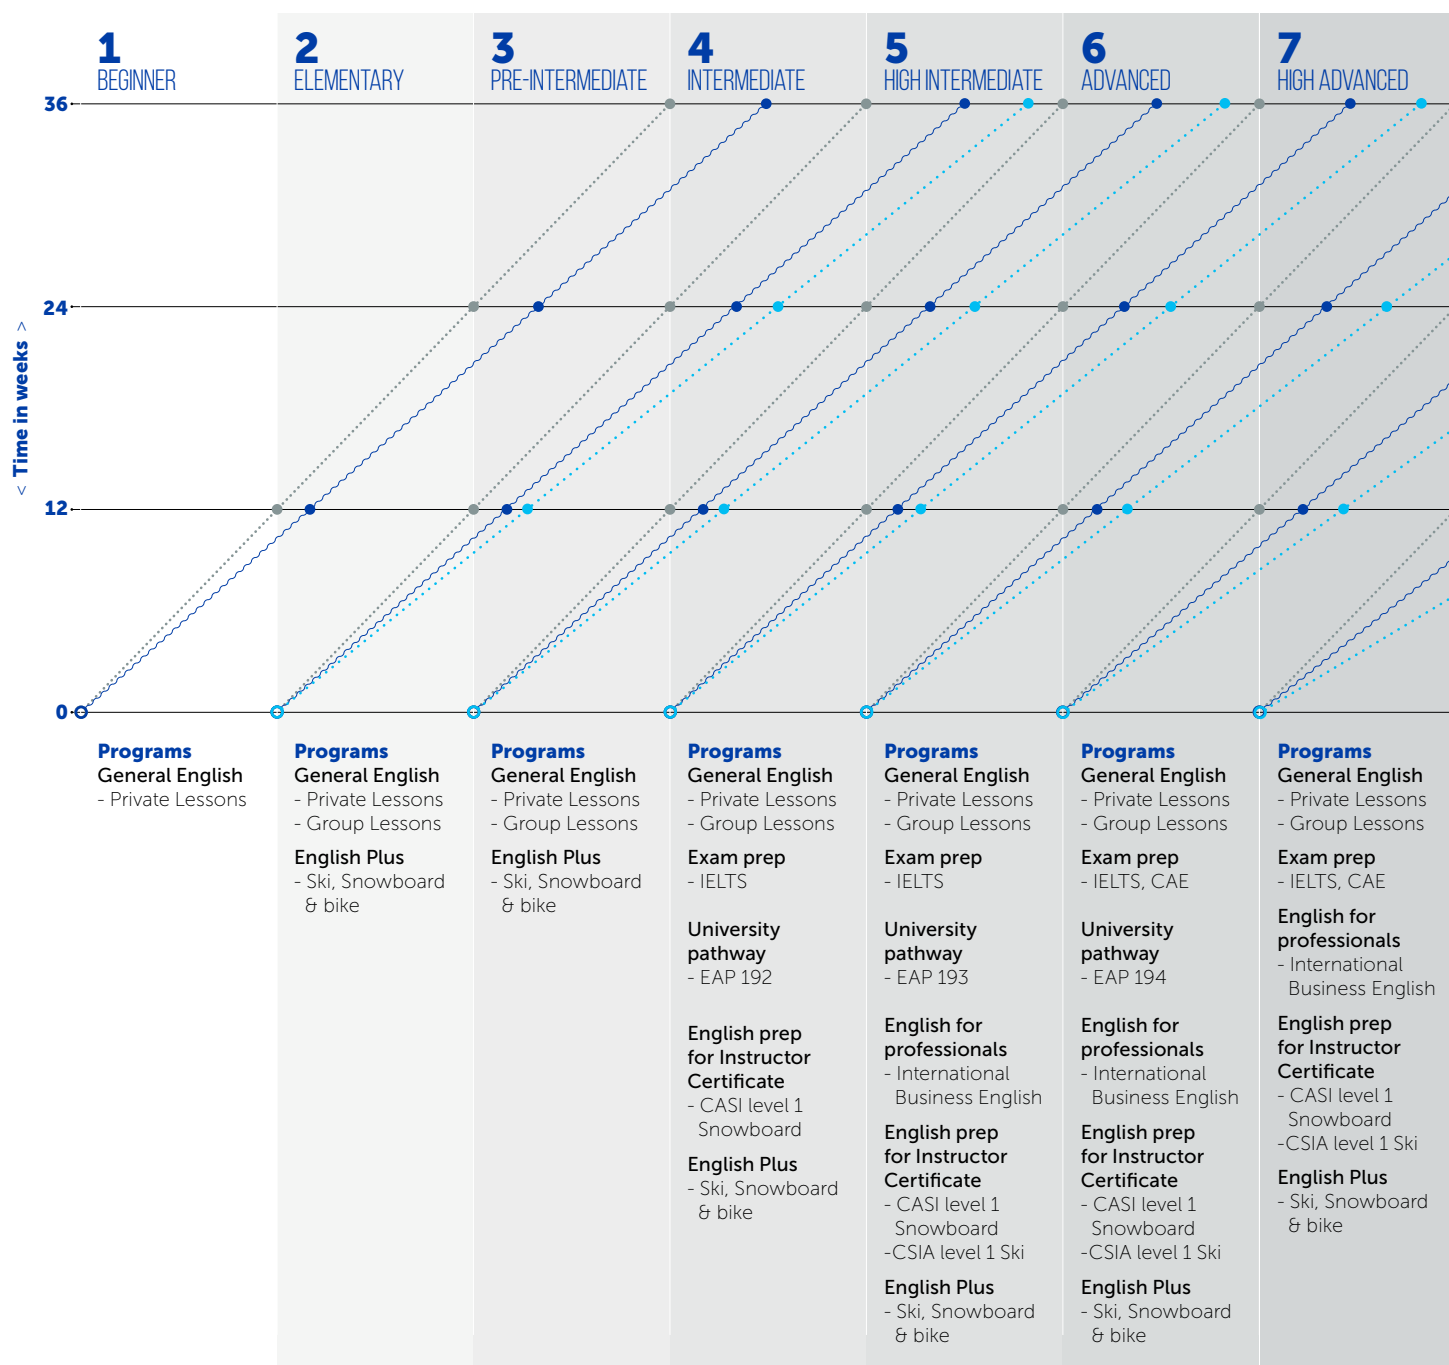 1
BEGINNER
2
ELEMENTARY
3
PRE-INTERMEDIATE
4
INTERMEDIATE
5
HIGH INTERMEDIATE
6
ADVANCED
7
HIGH ADVANCED
36
24
12
0
< Time in weeks >
Programs
General English
- Private Lessons
Programs
General English
- Private Lessons
- Group Lessons
English Plus
- Ski, Snowboard
& bike
Programs
General English
- Private Lessons
- Group Lessons
English Plus
- Ski, Snowboard
& bike
Programs
General English
- Private Lessons
- Group Lessons
Exam prep
- IELTS
University
pathway
- EAP 192
English prep
for Instructor
Certificate
- CASI level 1
Snowboard
English Plus
- Ski, Snowboard
& bike
Programs
General English
- Private Lessons
- Group Lessons
Exam prep
- IELTS
University
pathway
- EAP 193
English for
professionals
- International
Business English
English prep
for Instructor
Certificate
- CASI level 1
Snowboard
-CSIA level 1 Ski
English Plus
- Ski, Snowboard
& bike
Programs
General English
- Private Lessons
- Group Lessons
Exam prep
- IELTS, CAE
University
pathway
- EAP 194
English for
professionals
- International
Business English
English prep
for Instructor
Certificate
- CASI level 1
Snowboard
-CSIA level 1 Ski
English Plus
- Ski, Snowboard
& bike
Programs
General English
- Private Lessons
- Group Lessons
Exam prep
- IELTS, CAE
English for
professionals
- International
Business English
English prep
for Instructor
Certificate
- CASI level 1
Snowboard
-CSIA level 1 Ski
English Plus
- Ski, Snowboard
& bike